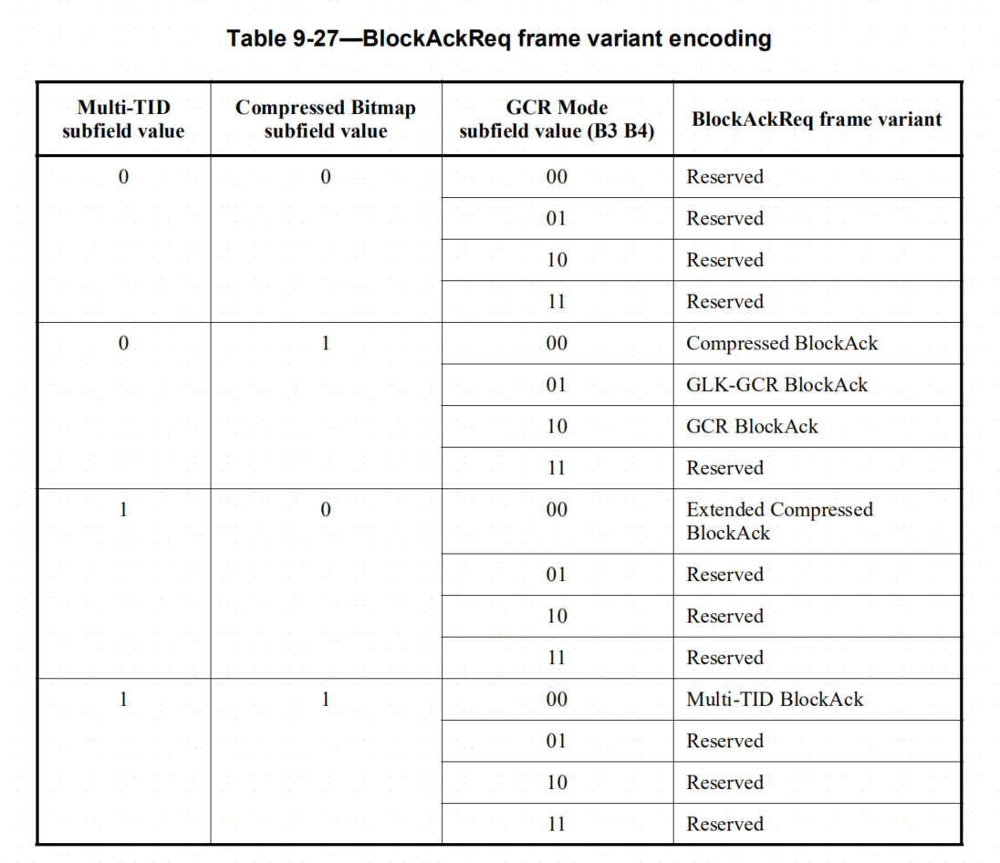 Table 9-27—BlockAckReq frame variant encoding
Multi-TID
subfield value
Compressed Bitmap
subfield value
GCR Mode
subfield value (B3 B4)
BlockAckReq frame variant
0 0 00 Reserved
01 Reserved
10 Reserved
11 Reserved
0 1 00 Compressed BlockAck
01 GLK-GCR BlockAck
10 GCR BlockAck
11 Reserved
1 0 00 Extended Compressed
BlockAck
01 Reserved
10 Reserved
11 Reserved
1 1 00 Multi-TID BlockAck
01 Reserved
10 Reserved
11 Reserved